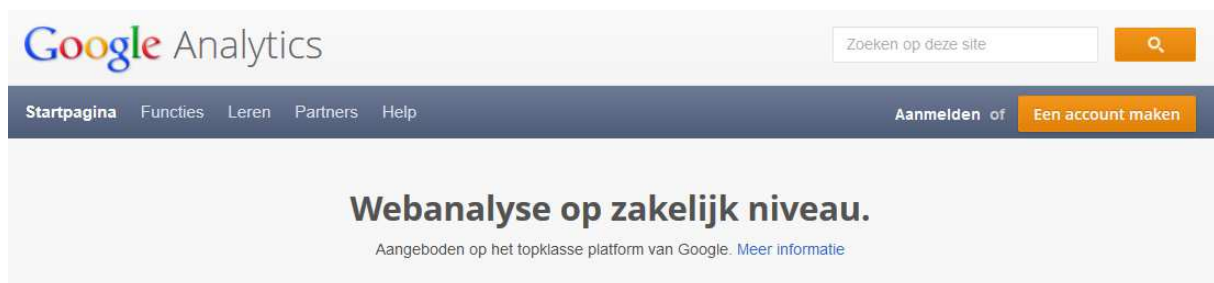 Google Analytics
Zoeken op deze site
Startpagina Functies Leren Partners Help
Aanmelden of Een account maken
Webanalyse op zakelijk niveau.
Aangeboden op het topklasse platform van Google. Meer informatie